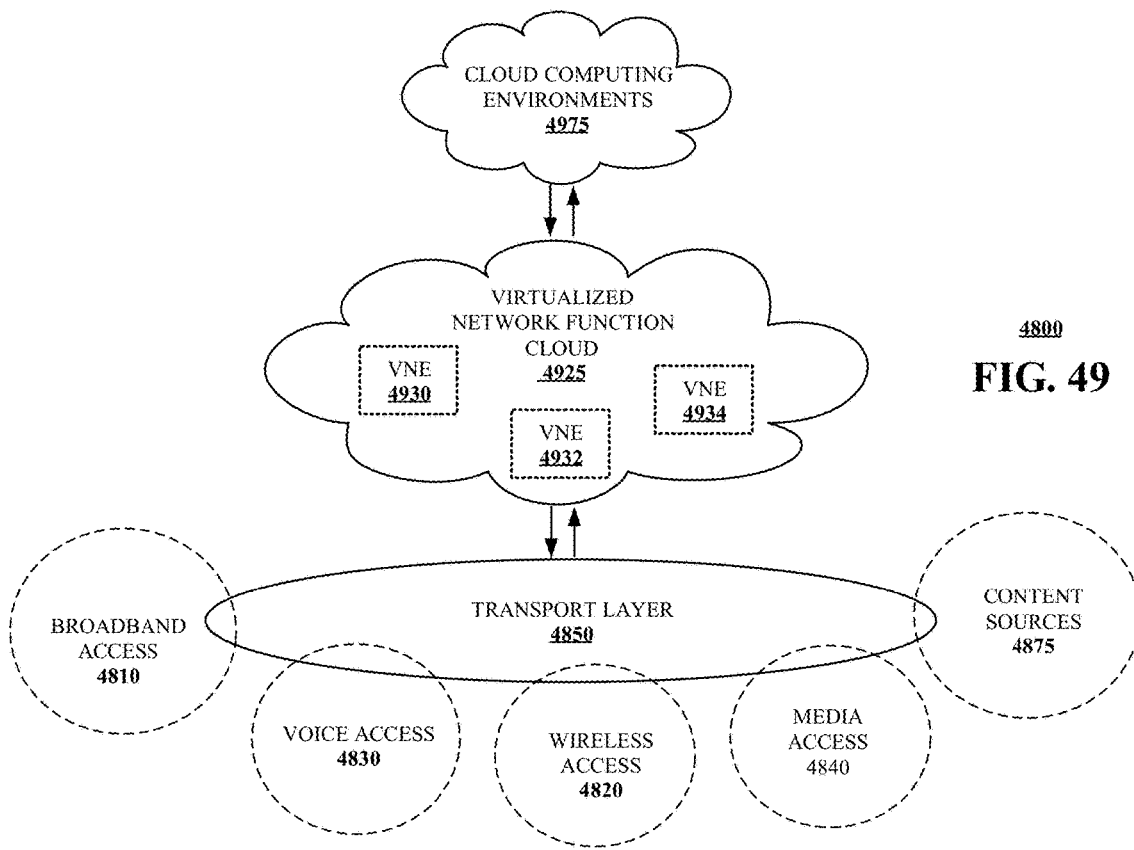 CLOUD COMPUTING
ENVIRONMENTS
4975
VIRTUALIZED
NETWORK FUNCTION
CLOUD
4925
VNE
4930
VNE
4932
VNE
4934
4800
FIG. 49
TRANSPORT LAYER
4850
BROADBAND
ACCESS
4810
VOICE ACCESS
4830
WIRELESS
ACCESS
4820
MEDIA
ACCESS
4840
CONTENT
SOURCES
4875